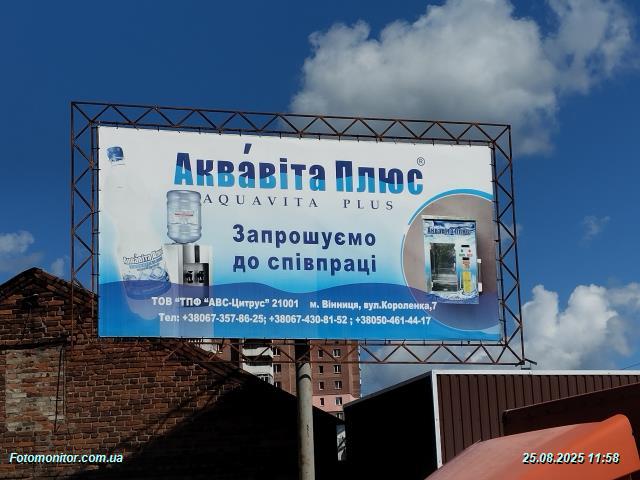 Аква́віта Плюс®
AQUAVITA PLUS
Запрошуємо
до співпраці
Аквавіта Плюс
ТОВ "ТПФ "АВС-Цитрус" 21001 м. Вінниця, вул.Короленка,7
Тел: +38067-357-86-25; +38067-430-81-52 ; +38050-461-44-17
Fotomonitor.com.ua
25.08.2025 11:58